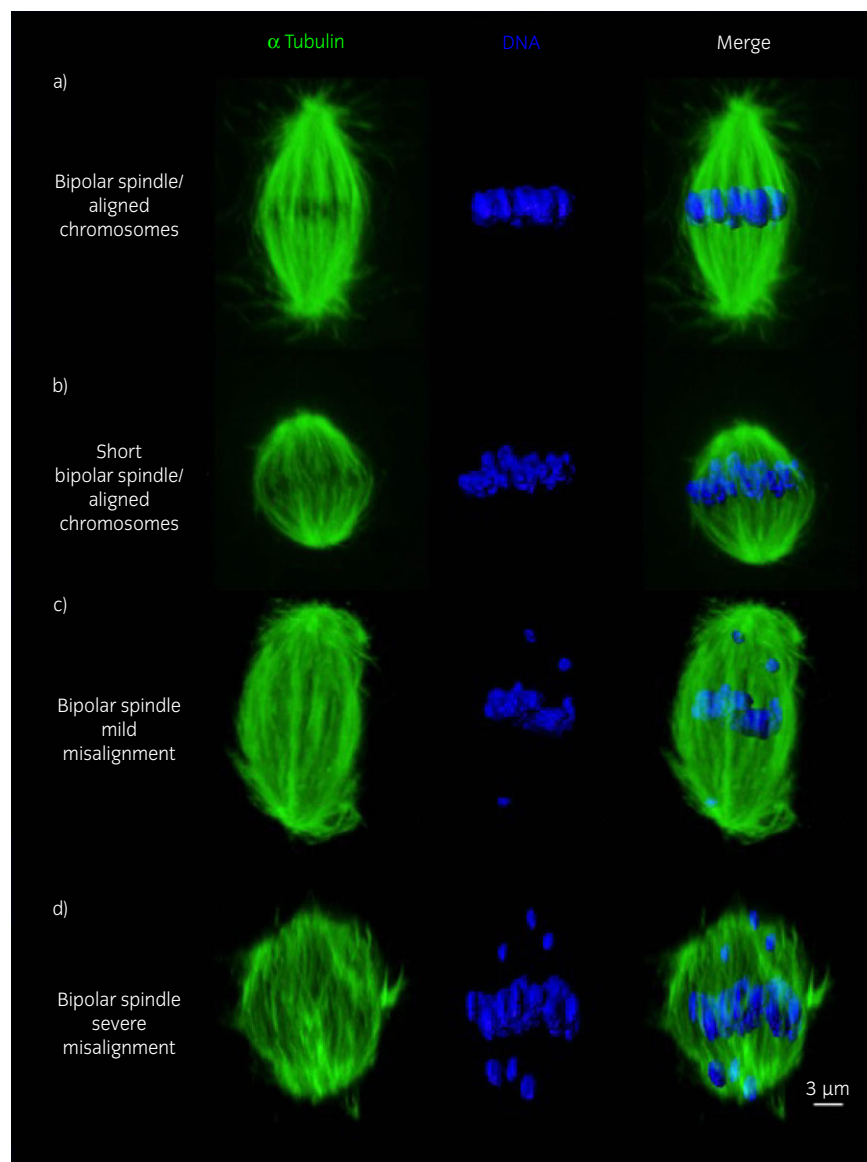 α Tubulin DNA Merge
a)
Bipolar spindle/
aligned
chromosomes
b)
Short
bipolar spindle/
aligned
chromosomes
c)
Bipolar spindle
mild
misalignment
d)
Bipolar spindle
severe
misalignment
3 μm